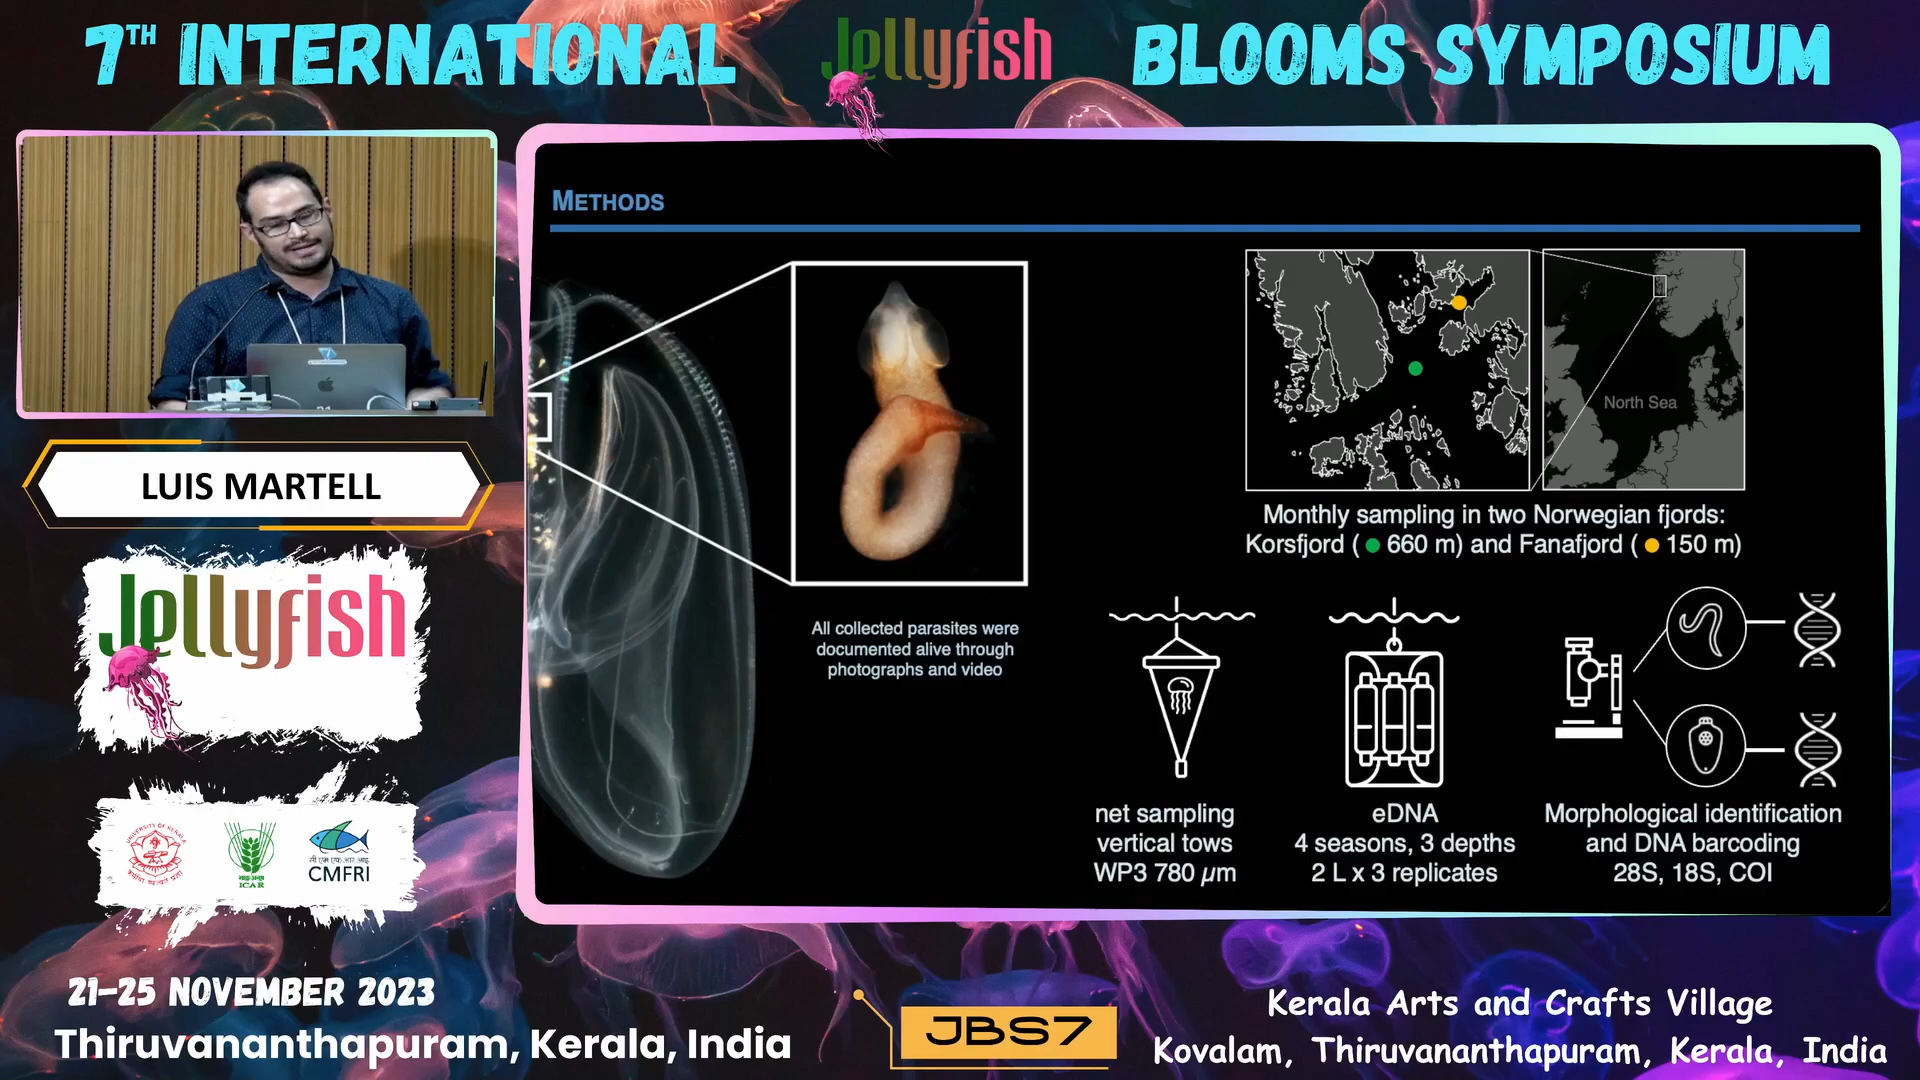 7TH INTERNATIONAL Jellyfish BLOOMS SYMPOSIUM
METHODS
North Sea
Monthly sampling in two Norwegian fjords:
Korsfjord ( 660 m) and Fanafjord ( 150 m)
All collected parasites were
documented alive through
photographs and video
net sampling
vertical tows
WP3 780 µm
eDNA
4 seasons, 3 depths
2 L x 3 replicates
Morphological identification
and DNA barcoding
28S, 18S, COI
LUIS MARTELL
Jellyfish
UNIVERSITY OF KERALA
ICAR
CMFRI
21-25 NOVEMBER 2023
Thiruvananthapuram, Kerala, India
JBS7
Kerala Arts and Crafts Village
Kovalam, Thiruvananthapuram, Kerala, India